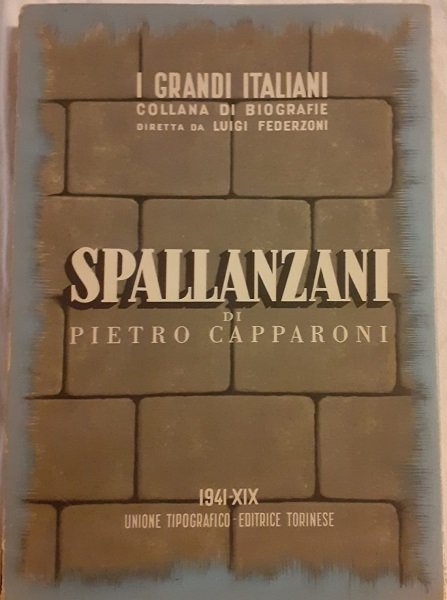 I GRANDI ITALIANI
COLLANA DI BIOGRAFIE
DIRETTA DA LUIGI FEDERZONI
SPALLANZANI
DI
PIETRO CAPPARONI
1941-XIX
UNIONE TIPOGRAFICO-EDITRICE TORINESE